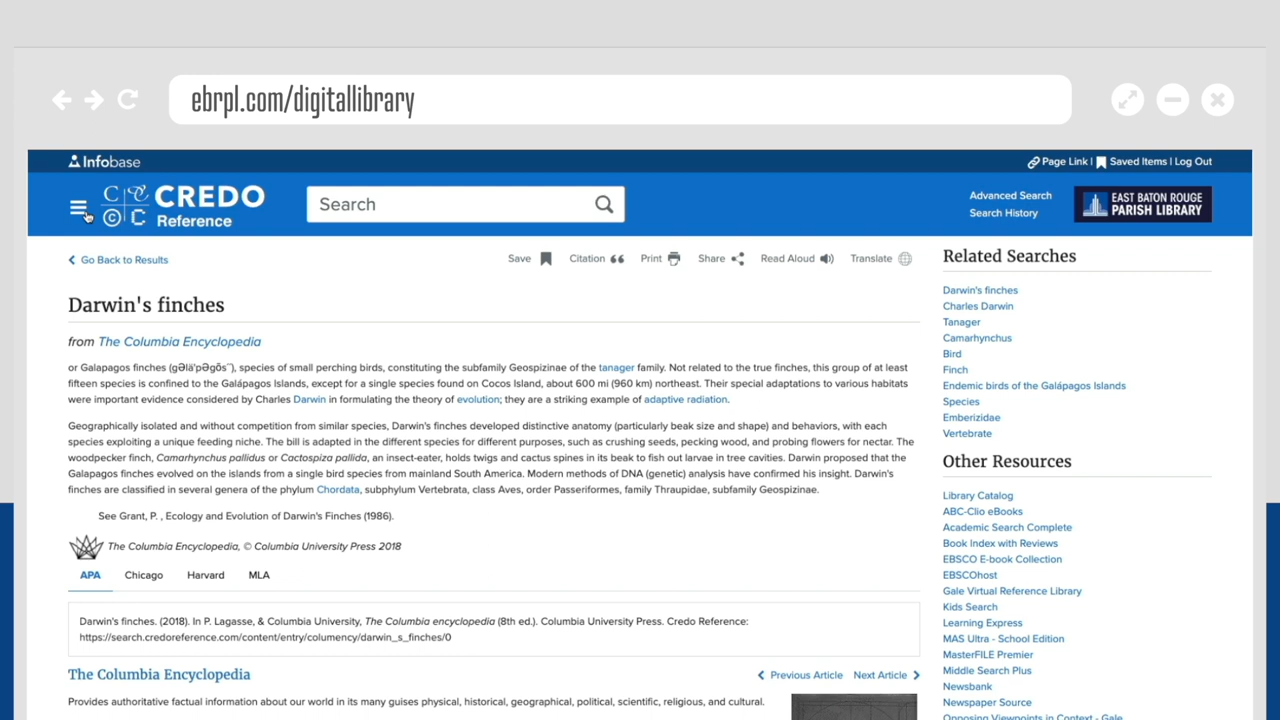 ebrpl.com/digitallibrary
Infobase
Page Link | Saved Items | Log Out
CREDO
Reference
Search
Advanced Search
Search History
EAST BATON ROUGE
PARISH LIBRARY
Go Back to Results
Save Citation Print Share Read Aloud Translate
Darwin's finches
from The Columbia Encyclopedia
or Galapagos finches (gəlä'pəgōs˝), species of small perching birds, constituting the subfamily Geospizinae of the tanager family. Not related to the true finches, this group of at least
fifteen species is confined to the Galápagos Islands, except for a single species found on Cocos Island, about 600 mi (960 km) northeast. Their special adaptations to various habitats
were important evidence considered by Charles Darwin in formulating the theory of evolution; they are a striking example of adaptive radiation.
Geographically isolated and without competition from similar species, Darwin's finches developed distinctive anatomy (particularly beak size and shape) and behaviors, with each
species exploiting a unique feeding niche. The bill is adapted in the different species for different purposes, such as crushing seeds, pecking wood, and probing flowers for nectar. The
woodpecker finch, Camarhynchus pallidus or Cactospiza pallida, an insect-eater, holds twigs and cactus spines in its beak to fish out larvae in tree cavities. Darwin proposed that the
Galapagos finches evolved on the islands from a single bird species from mainland South America. Modern methods of DNA (genetic) analysis have confirmed his insight. Darwin's
finches are classified in several genera of the phylum Chordata, subphylum Vertebrata, class Aves, order Passeriformes, family Thraupidae, subfamily Geospizinae.
See Grant, P. , Ecology and Evolution of Darwin's Finches (1986).
The Columbia Encyclopedia, © Columbia University Press 2018
APA Chicago Harvard MLA
Darwin's finches. (2018). In P. Lagasse, & Columbia University, The Columbia encyclopedia (8th ed.). Columbia University Press. Credo Reference:
https://search.credoreference.com/content/entry/columency/darwin_s_finches/0
The Columbia Encyclopedia
Previous Article Next Article
Provides authoritative factual information about our world in its many guises physical, historical, geographical, political, scientific, religious, and cultural.
Related Searches
Darwin's finches
Charles Darwin
Tanager
Camarhynchus
Bird
Finch
Endemic birds of the Galápagos Islands
Species
Emberizidae
Vertebrate
Other Resources
Library Catalog
ABC-Clio eBooks
Academic Search Complete
Book Index with Reviews
EBSCO E-book Collection
EBSCOhost
Gale Virtual Reference Library
Kids Search
Learning Express
MAS Ultra - School Edition
MasterFILE Premier
Middle Search Plus
Newsbank
Newspaper Source
Opposing Viewpoints in Context - Gale